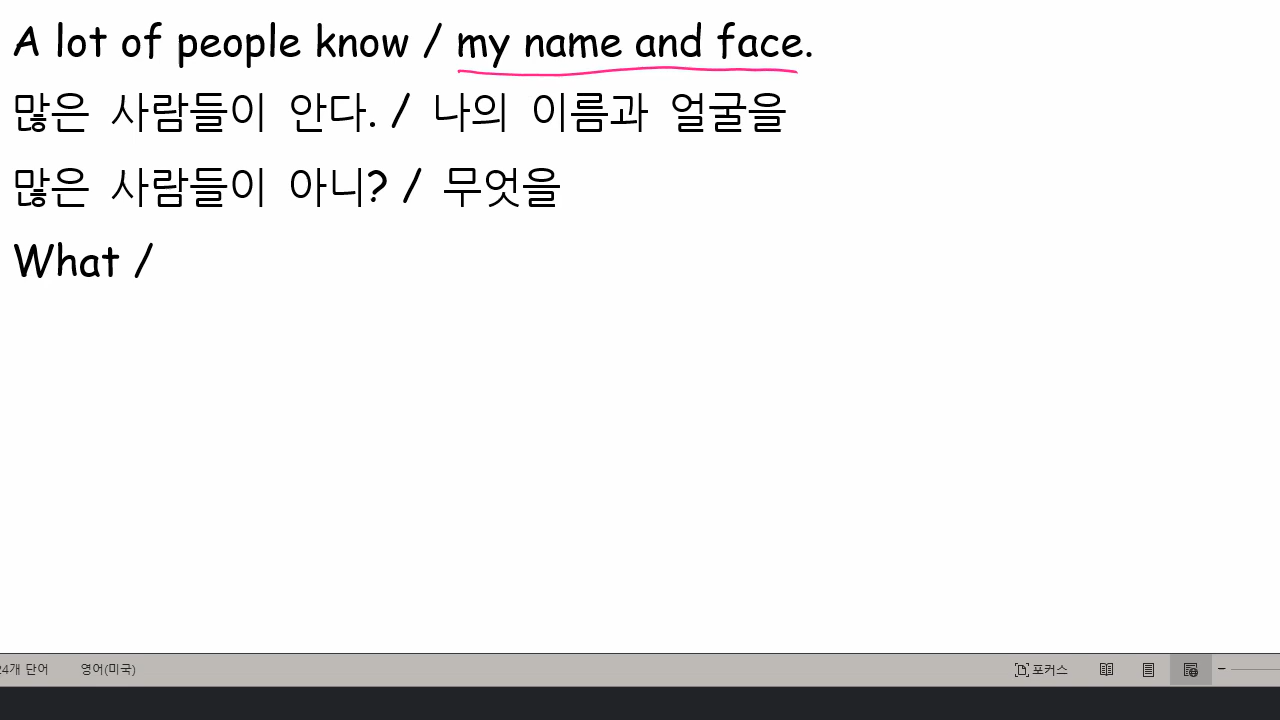 A lot of people know / my name and face.
많은 사람들이 안다. / 나의 이름과 얼굴을
많은 사람들이 아니? / 무엇을
What /
24개 단어 영어(미국) 포커스